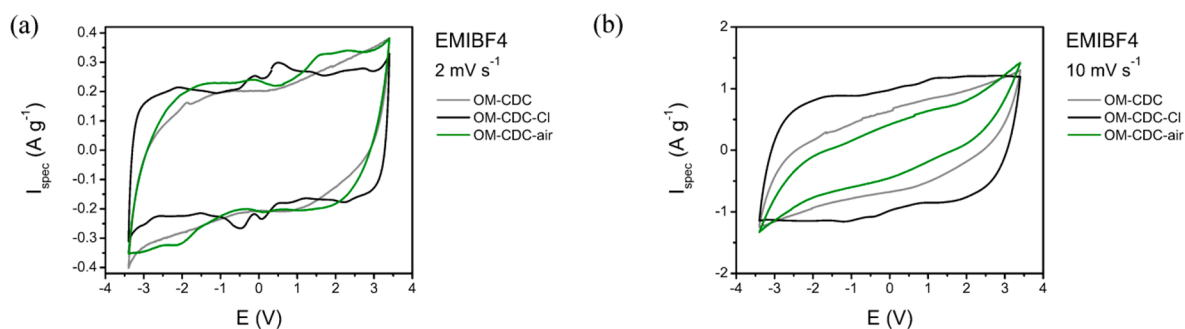 (a)
I spec (A g⁻¹)
0.4
0.3
0.2
0.1
0.0
-0.1
-0.2
-0.3
-0.4
-4 -3 -2 -1 0 1 2 3 4
E (V)
EMIBF4
2 mV s⁻¹
OM-CDC
OM-CDC-Cl
OM-CDC-air
(b)
I spec (A g⁻¹)
2
1
0
-1
-2
-4 -3 -2 -1 0 1 2 3 4
E (V)
EMIBF4
10 mV s⁻¹
OM-CDC
OM-CDC-Cl
OM-CDC-air